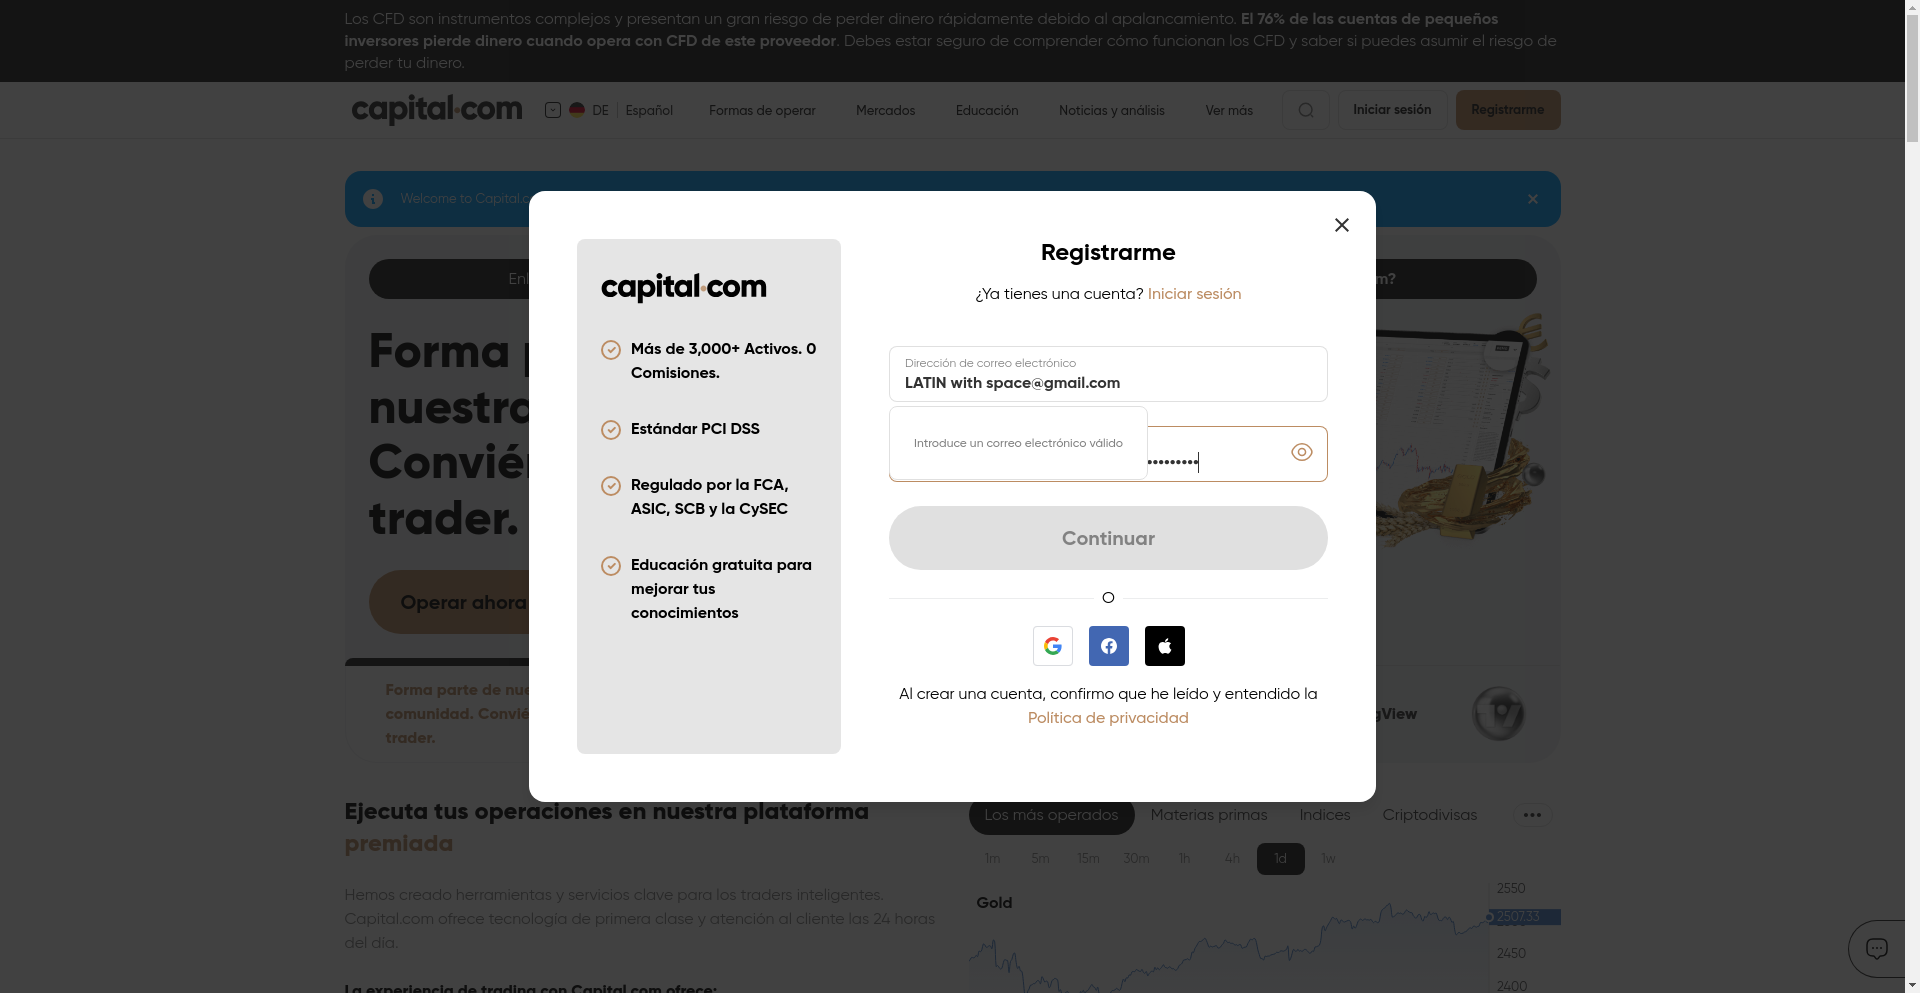 Los CFD son instrumentos complejos y presentan un gran riesgo de perder dinero rápidamente debido al apalancamiento. El 76% de las cuentas de pequeños
inversores pierde dinero cuando opera con CFD de este proveedor. Debes estar seguro de comprender cómo funcionan los CFD y saber si puedes asumir el riesgo de
perder tu dinero.
capital.com
DE
Español
Formas de operar
Mercados
Educación
Noticias y análisis
Ver más
Iniciar sesión
Registrarme
Welcome to Capital.c
Forma
nuestra
trader.
Operar ahora
Forma parte de
comunidad.
trader.
capital.com
Más de 3,000+ Activos. 0
Comisiones.
Estándar PCI DSS
Regulado por la FCA,
ASIC, SCB y la CySEC
Educación gratuita para
mejorar tus
conocimientos
Registrarme
¿Ya tienes una cuenta? Iniciar sesión
Dirección de correo electrónico
LATIN with space@gmail.com
Introduce un correo electrónico válido
Continuar
O
Al crear una cuenta, confirmo que he leído y entendido la
Política de privacidad
Ejecuta tus operaciones en nuestra plataforma
premiada
Hemos creado herramientas y servicios clave para los traders inteligentes.
Capital.com ofrece tecnología de primera clase y atención al cliente las 24 horas
del día.
La experiencia de trading con Capital.com ofrece:
Los más operados
Materias primas
Indices
Criptodivisas
1m
5m
15m
30m
1h
4h
1d
1w
Gold
2550
2507.33
2450
2400